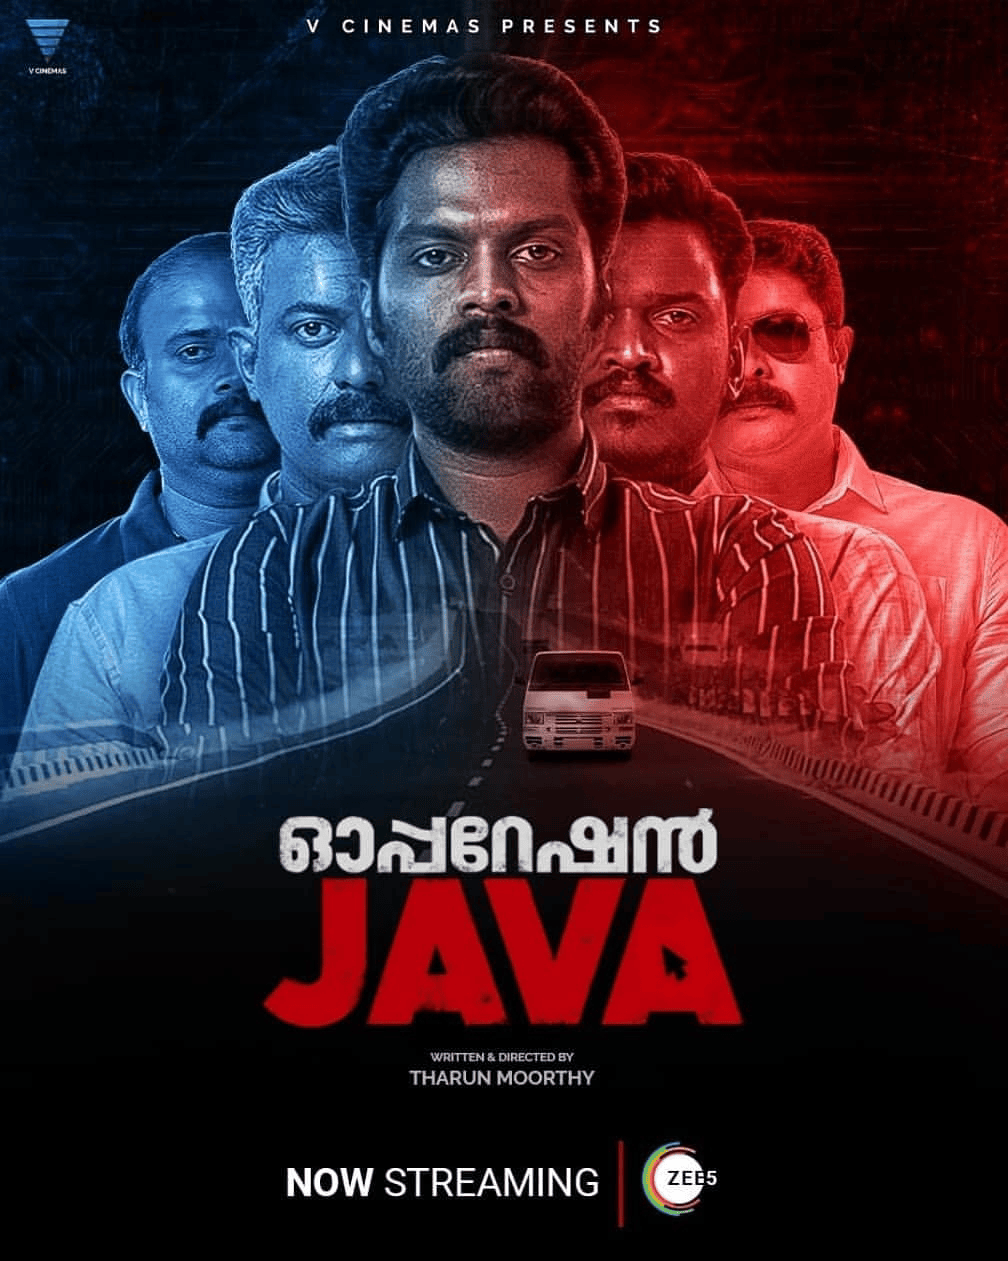 V CINEMAS PRESENTS
V CINEMAS
ഓപ്പറേഷൻ
JAVA
WRITTEN & DIRECTED BY
THARUN MOORTHY
NOW STREAMING
ZEE5